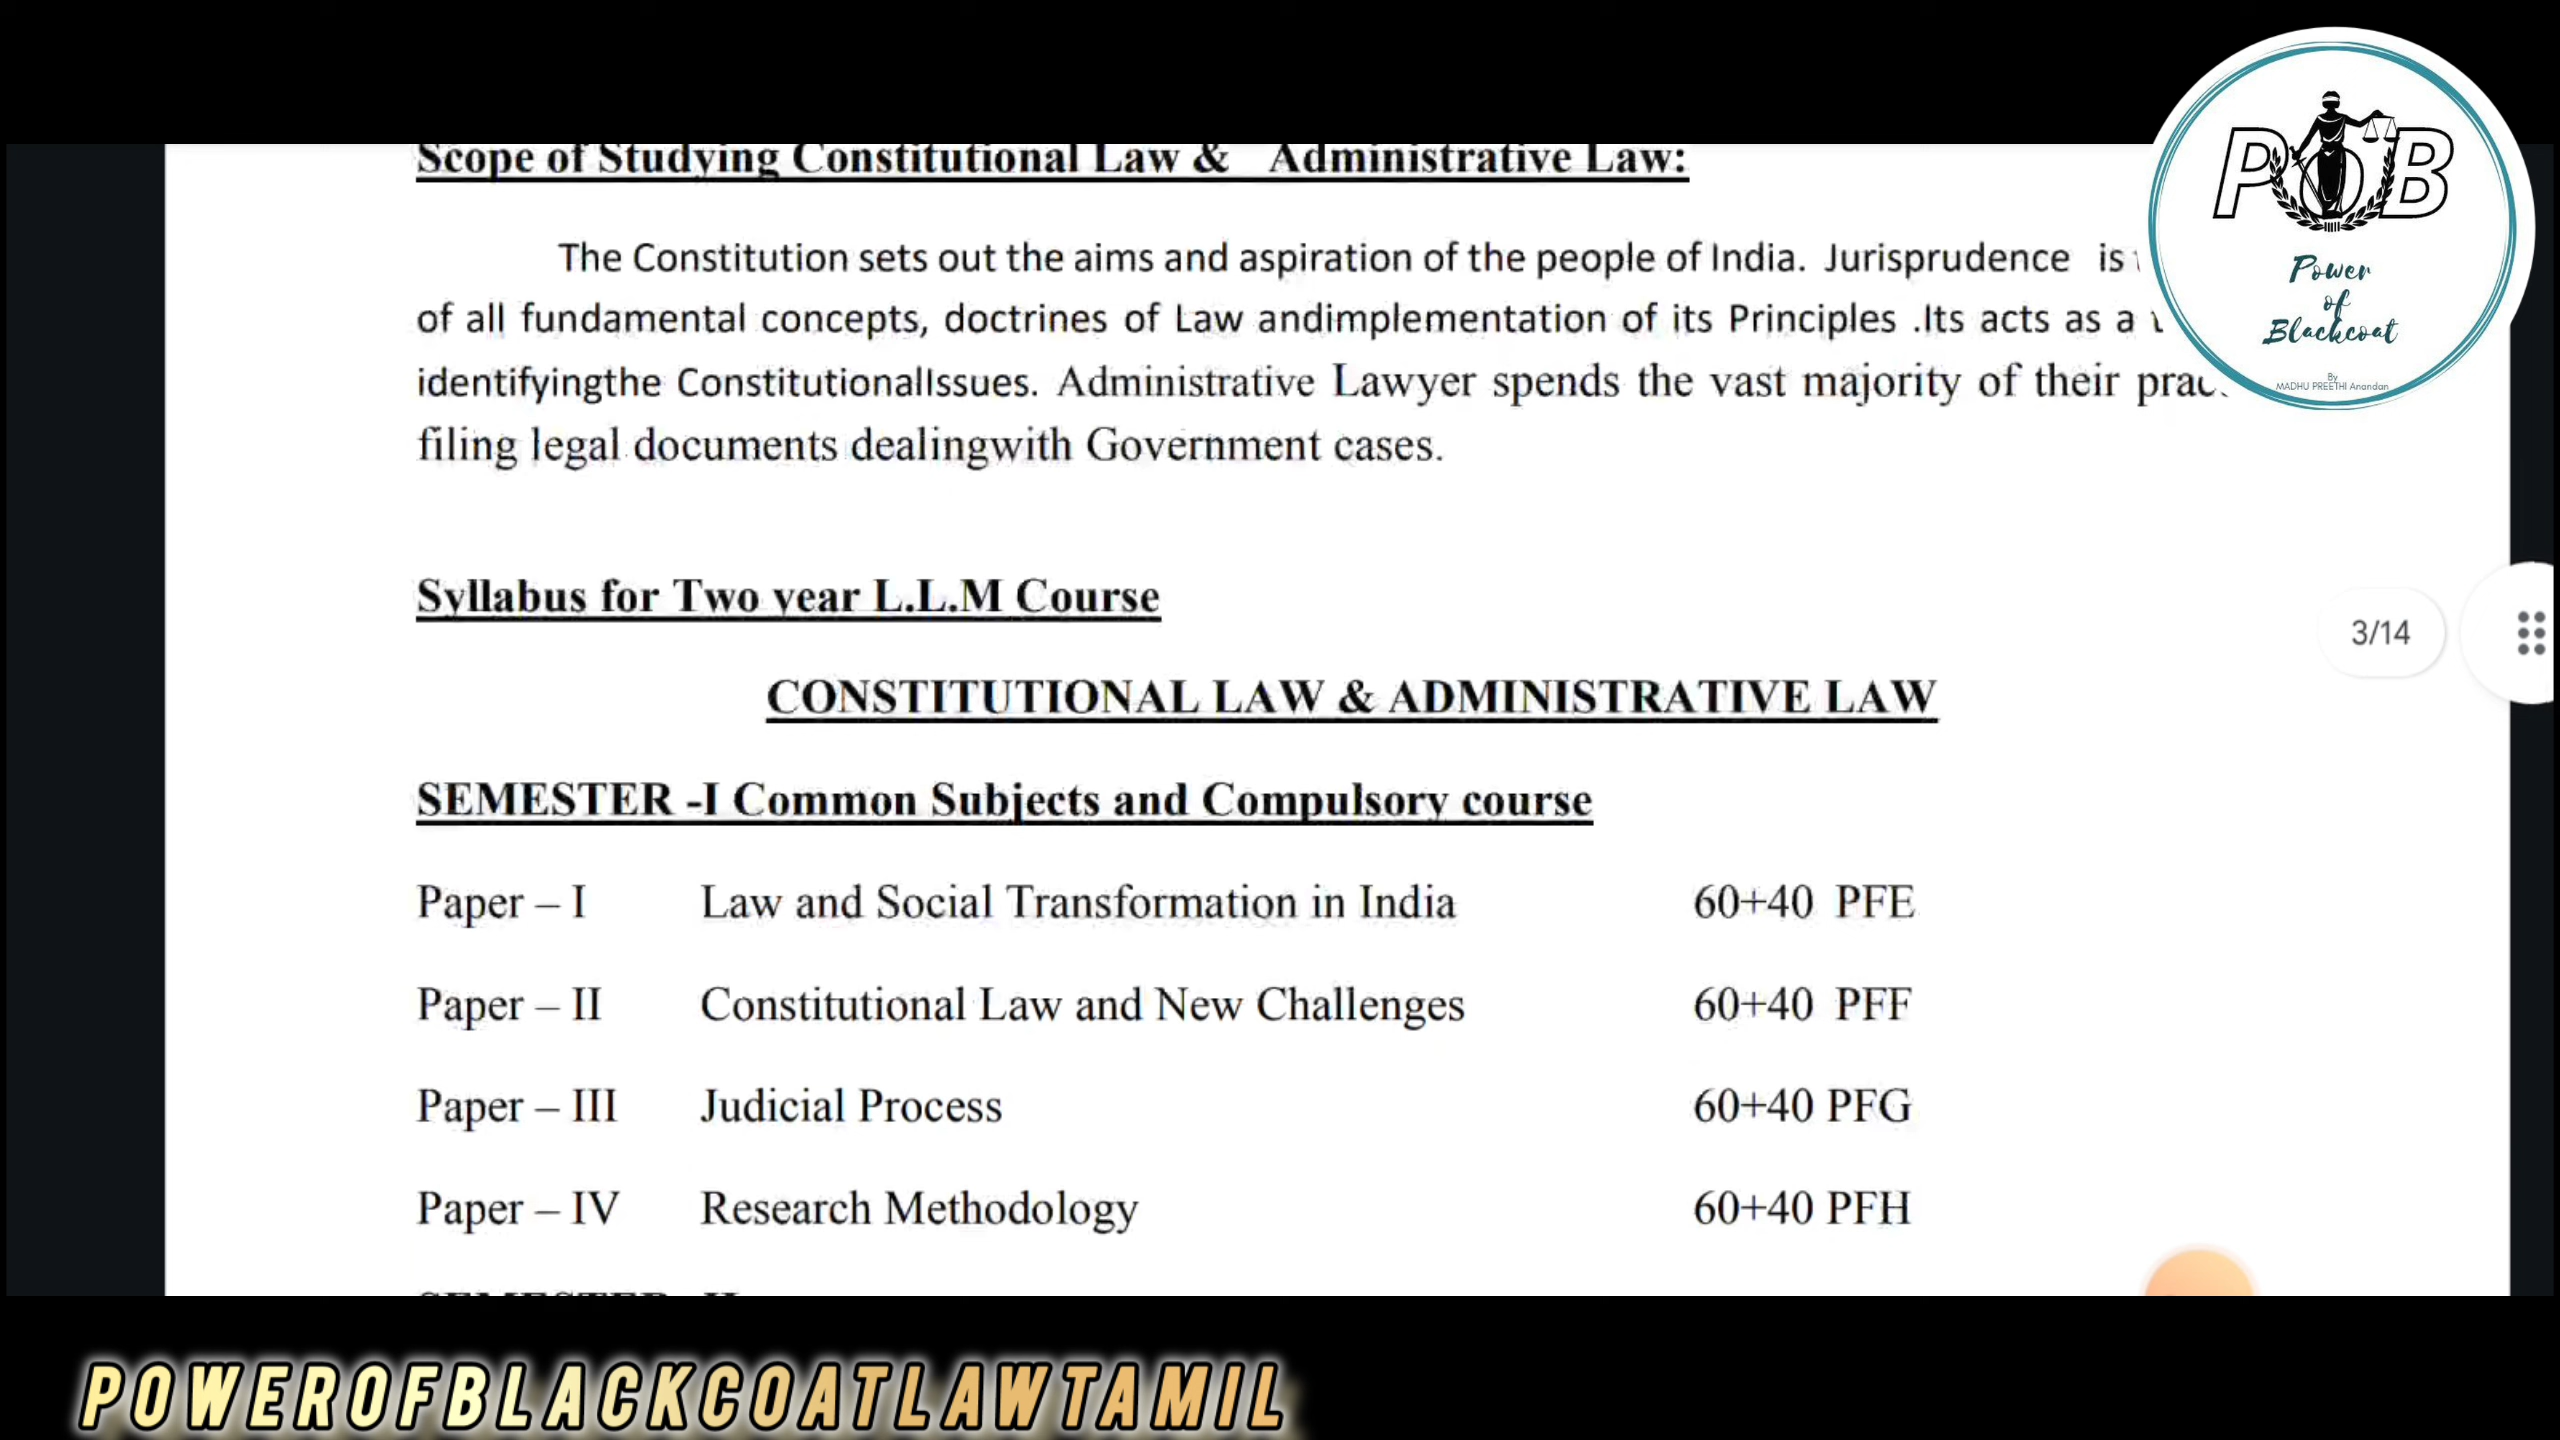 Scope of Studying Constitutional Law & Administrative Law:
The Constitution sets out the aims and aspiration of the people of India. Jurisprudence is
of all fundamental concepts, doctrines of Law andimplementation of its Principles .Its acts as a
identifyingthe ConstitutionalIssues. Administrative Lawyer spends the vast majority of their
filing legal documents dealingwith Government cases.
Syllabus for Two year L.L.M Course
CONSTITUTIONAL LAW & ADMINISTRATIVE LAW
SEMESTER -I Common Subjects and Compulsory course
Paper – I Law and Social Transformation in India 60+40 PFE
Paper – II Constitutional Law and New Challenges 60+40 PFF
Paper – III Judicial Process 60+40 PFG
Paper – IV Research Methodology 60+40 PFH
3/14
POB
Power
of
Blackcoat
By
MADHU PREETHI Anandan
POWEROFBLACKCOATLAWTAMIL